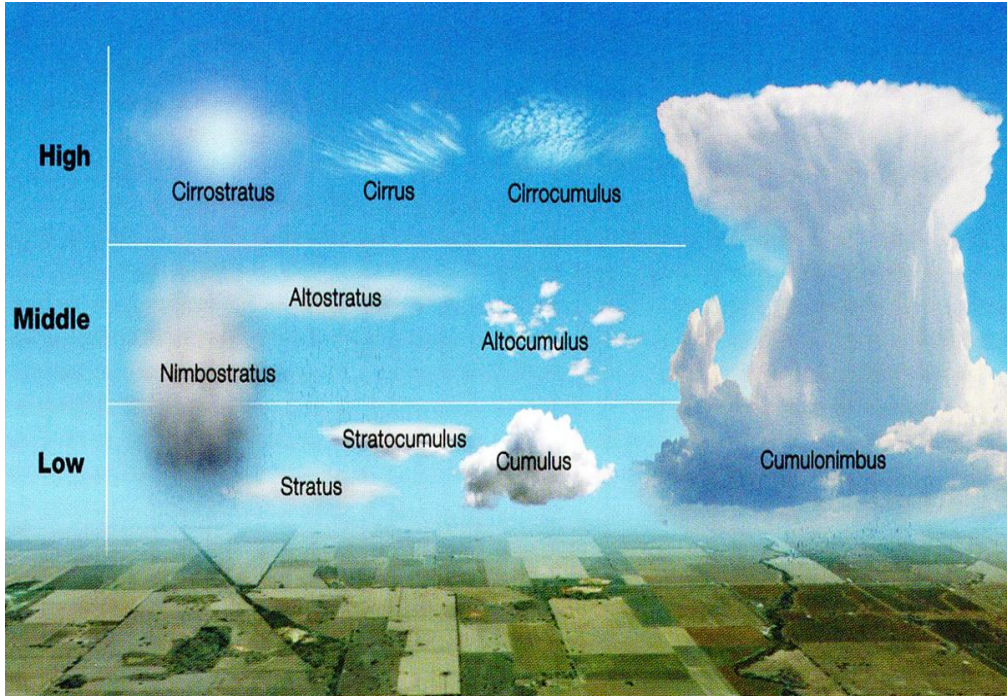 High
Cirrostratus
Cirrus
Cirrocumulus
Middle
Altostratus
Altocumulus
Nimbostratus
Low
Stratocumulus
Cumulus
Cumulonimbus
Stratus